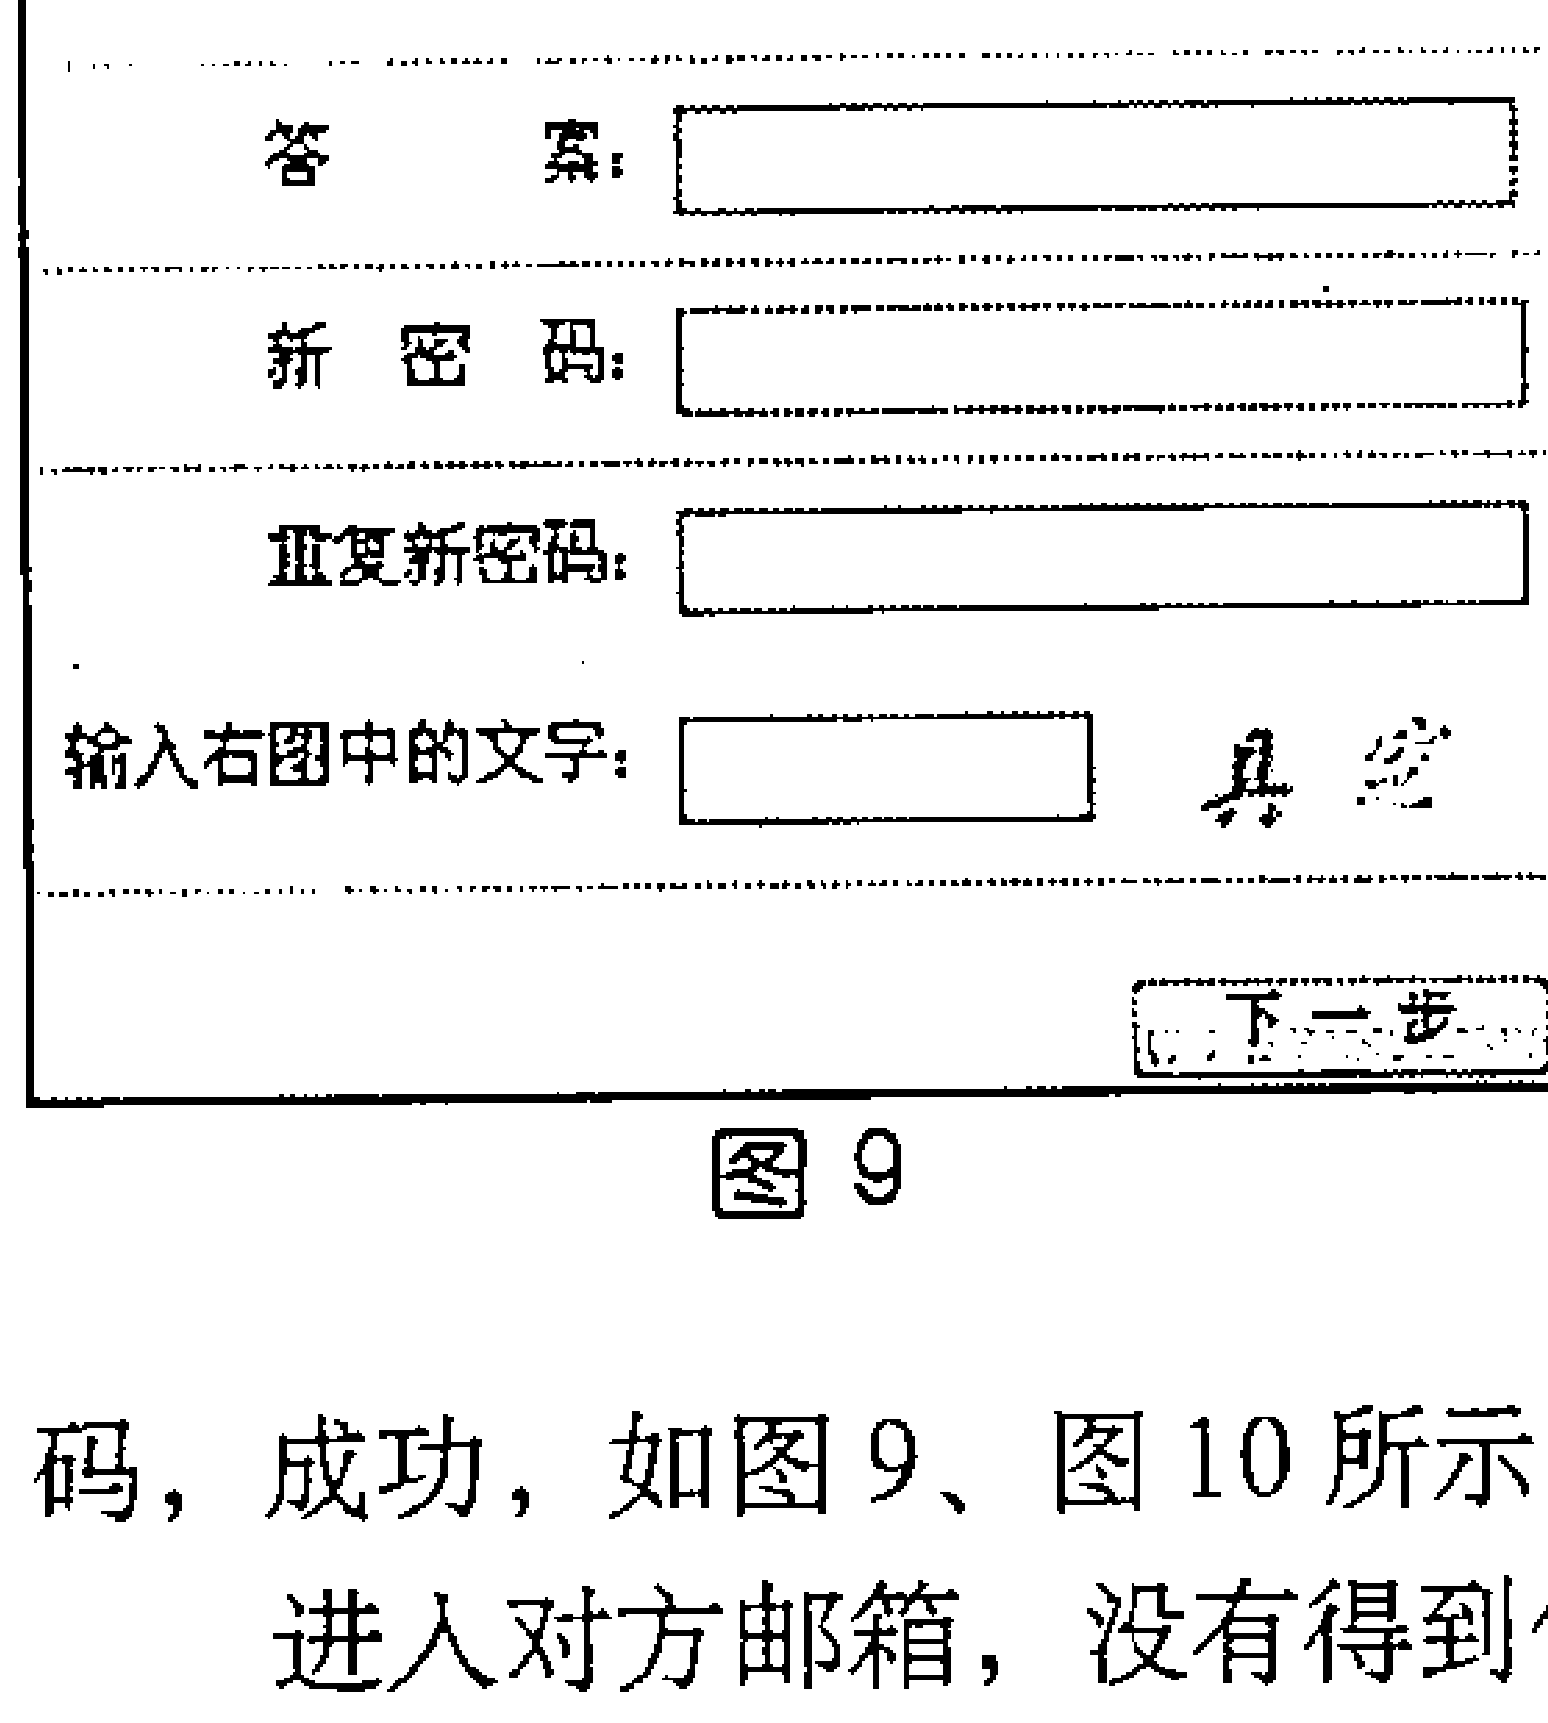 答 案:
新 密 码:
重复新密码:
输入右图中的文字: 具 空
下一步
图 9
码，成功，如图 9、图 10 所示
进入对方邮箱，没有得到